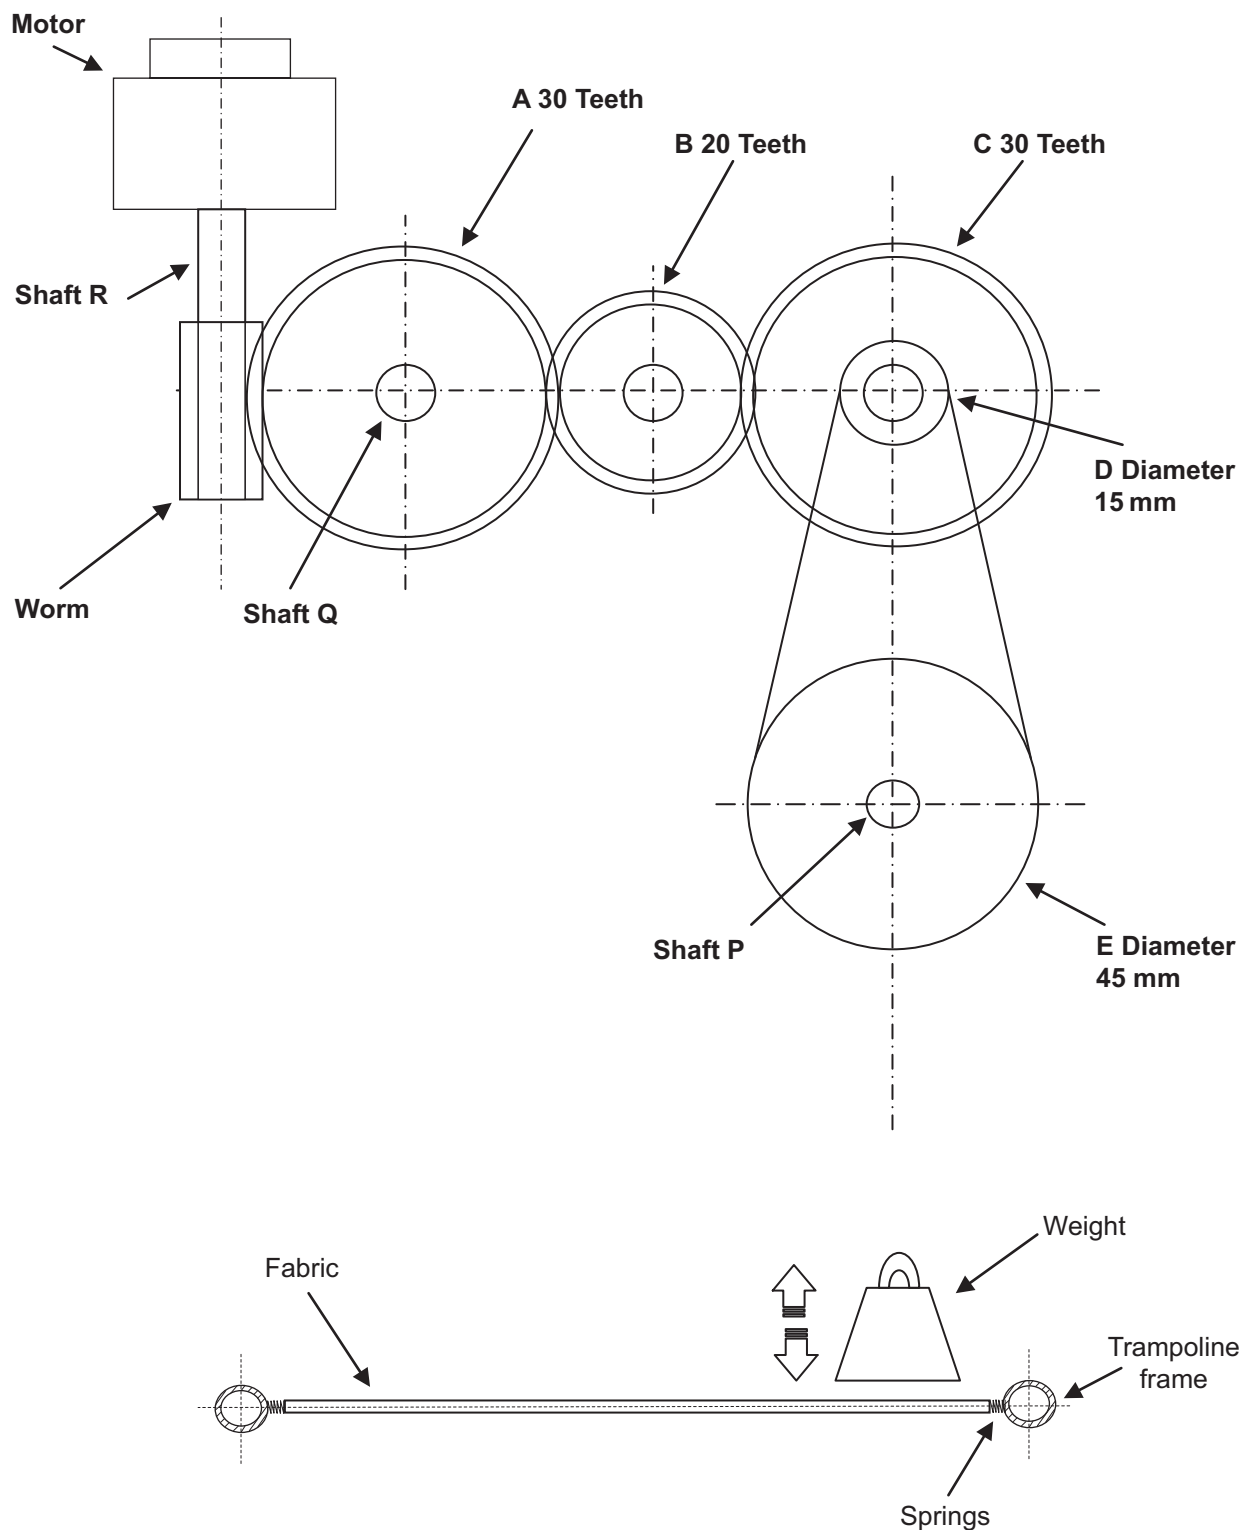 Motor
A 30 Teeth
B 20 Teeth
C 30 Teeth
Shaft R
D Diameter
15 mm
Worm
Shaft Q
Shaft P
E Diameter
45 mm
Weight
Fabric
Trampoline
frame
Springs